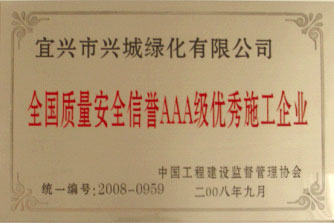 宜兴市兴城绿化有限公司
全国质量安全信誉AAA级优秀施工企业
中国工程建设监督管理协会
统一编号:2008-0959 二00八年九月